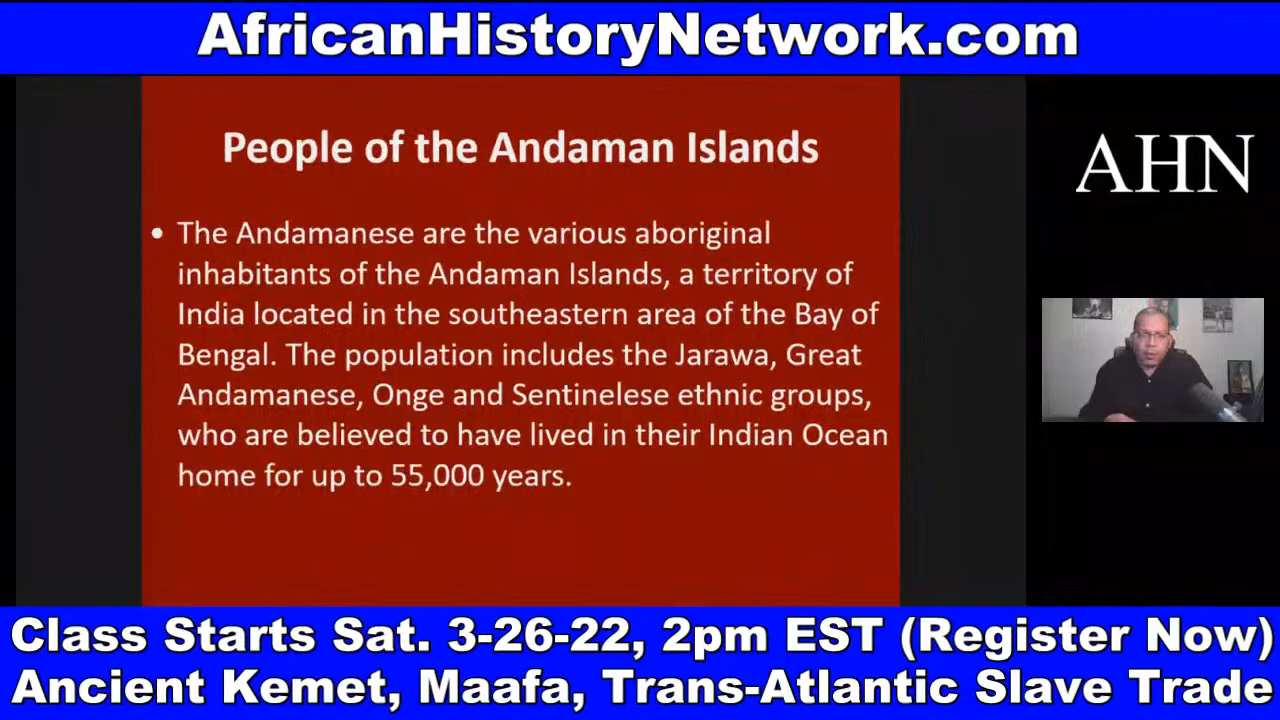 AfricanHistoryNetwork.com
People of the Andaman Islands
• The Andamanese are the various aboriginal
inhabitants of the Andaman Islands, a territory of
India located in the southeastern area of the Bay of
Bengal. The population includes the Jarawa, Great
Andamanese, Onge and Sentinelese ethnic groups,
who are believed to have lived in their Indian Ocean
home for up to 55,000 years.
AHN
Class Starts Sat. 3-26-22, 2pm EST (Register Now)
Ancient Kemet, Maafa, Trans-Atlantic Slave Trade